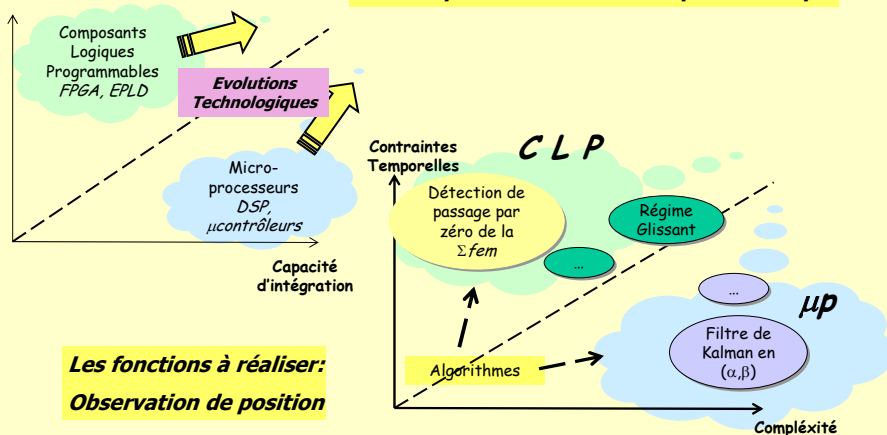 Composants
Logiques
Programmables
FPGA, EPLD
Evolutions
Technologiques
Micro-
processeurs
DSP,
μcontrôleurs
Capacité
d'intégration
Contraintes
Temporelles
C L P
Détection de
passage par
zéro de la
Σfem
Régime
Glissant
...
...
μp
Filtre de
Kalman en
(α,β)
Algorithmes
Compléxité
Les fonctions à réaliser:
Observation de position